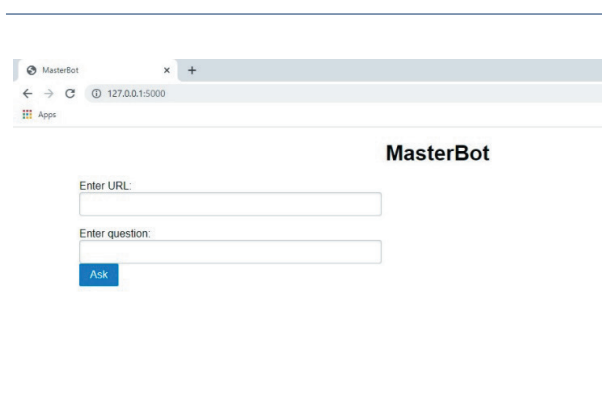 MasterBot
127.0.0.1:5000
Apps
MasterBot
Enter URL:
Enter question:
Ask